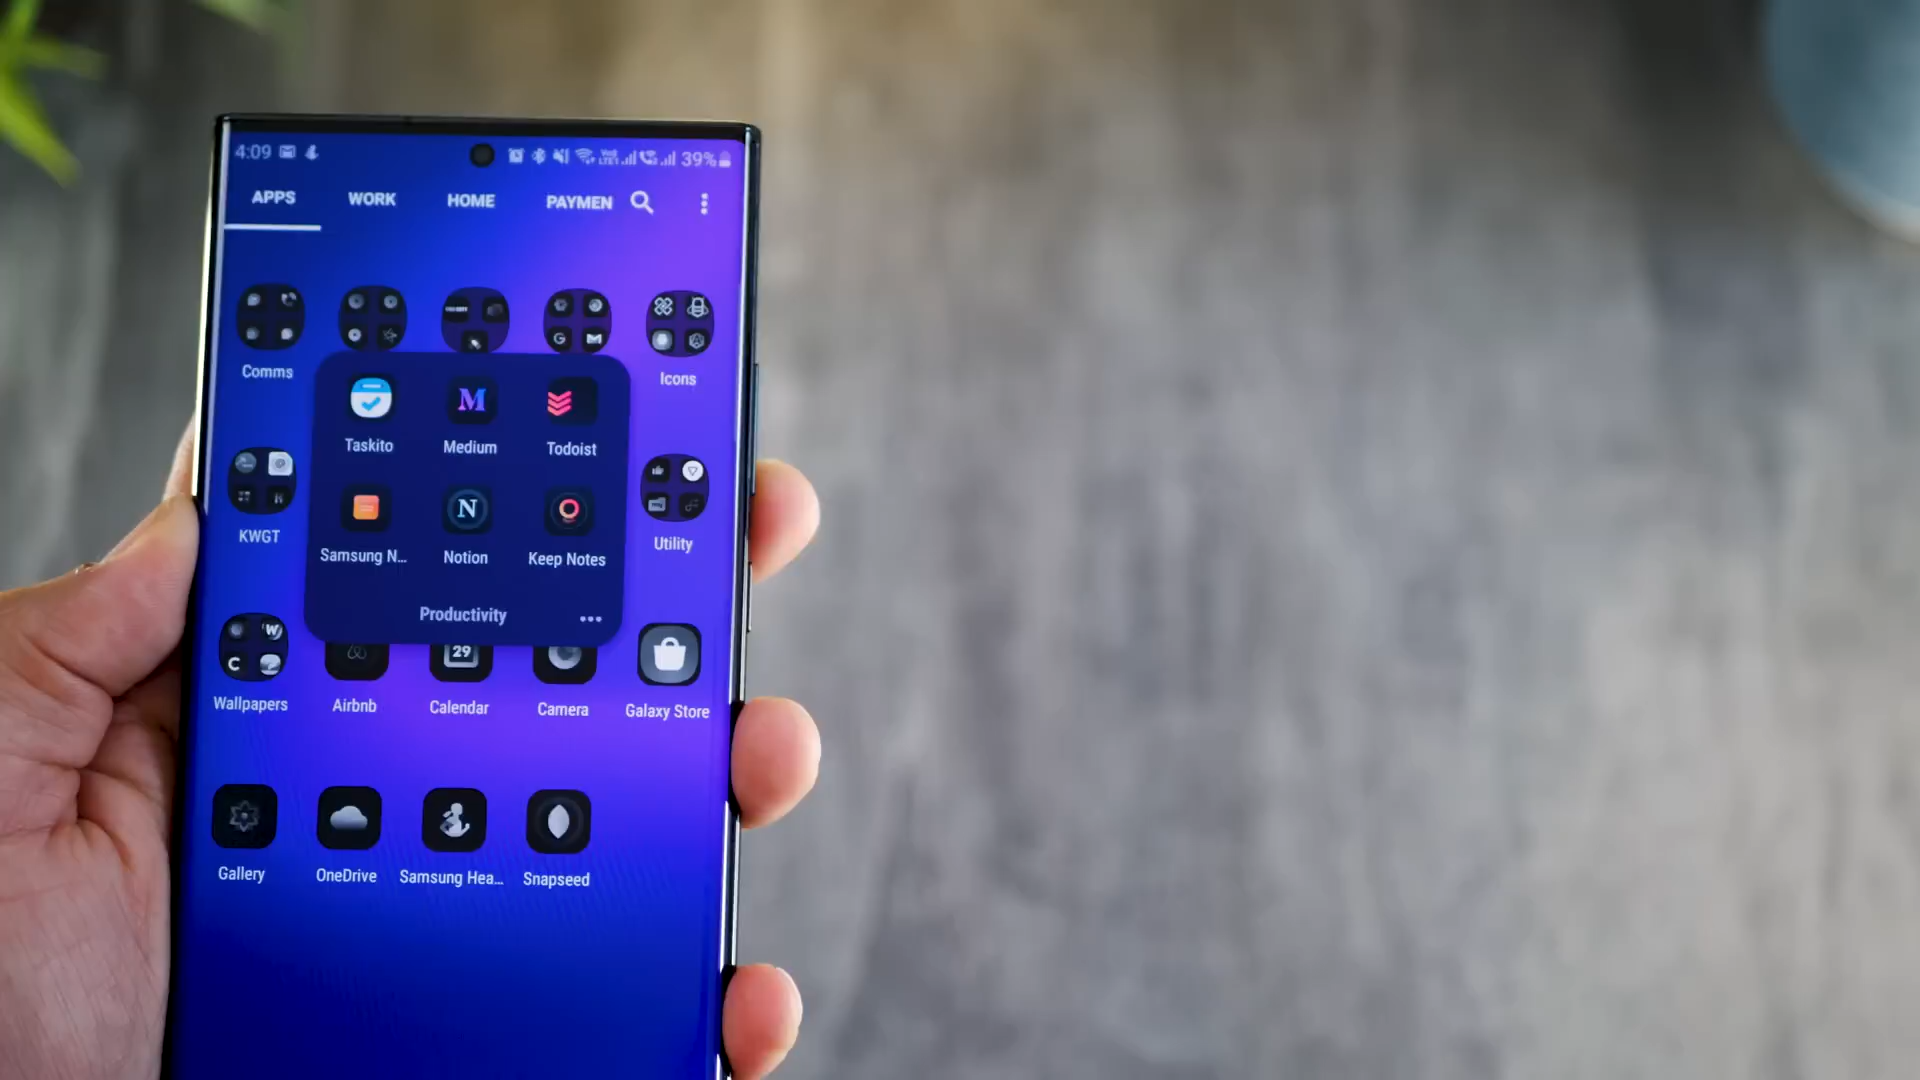 4:09 39%
APPS WORK HOME PAYMEN
Comms Icons
Taskito Medium Todoist
KWGT Utility
Samsung N... Notion Keep Notes
Productivity
29
Wallpapers Airbnb Calendar Camera Galaxy Store
Gallery OneDrive Samsung Hea... Snapseed